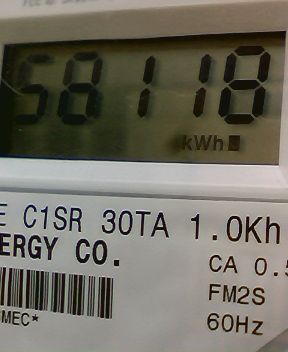 58118
kWh
E C1SR 30TA 1.0Kh
ERGY CO.
CA 0.5
FM2S
MEC*
60Hz